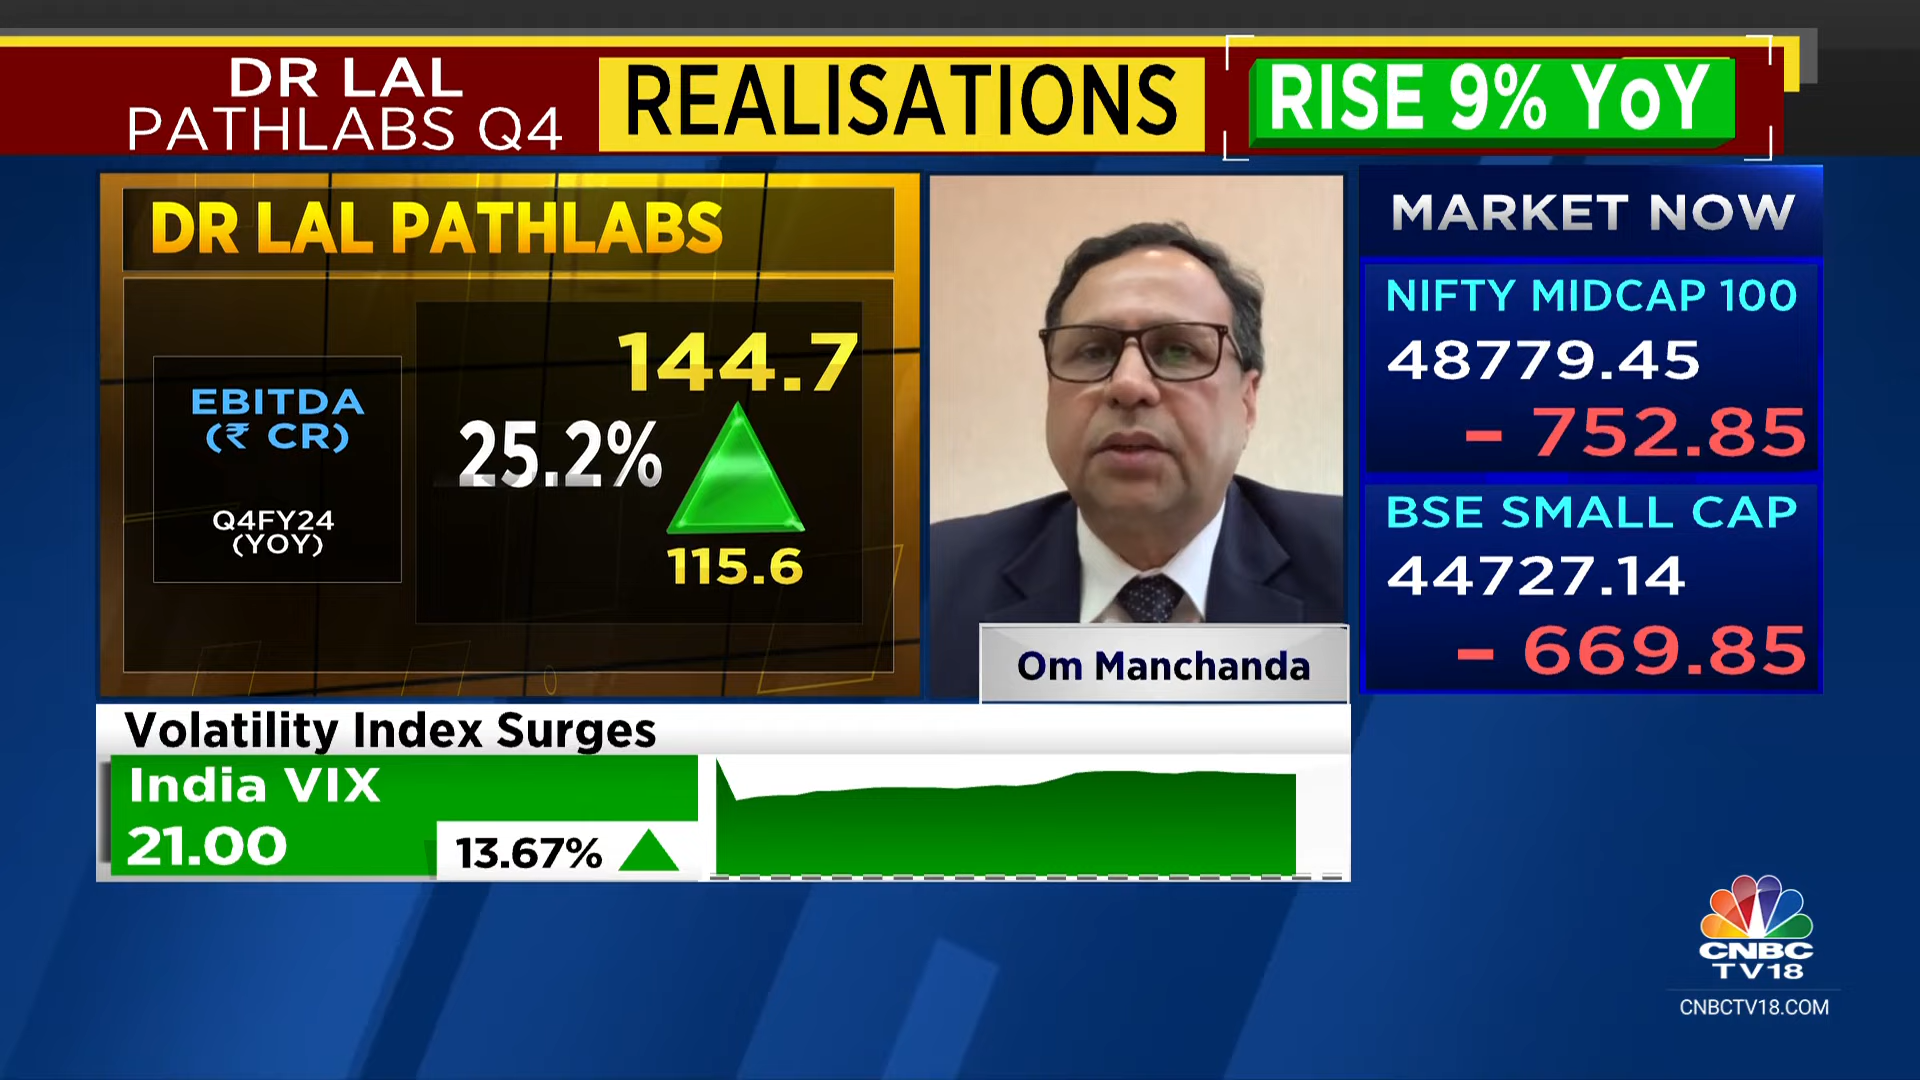 DR LAL
PATHLABS Q4
REALISATIONS
RISE 9% YoY
DR LAL PATHLABS
EBITDA
(₹ CR)
Q4FY24
(YOY)
144.7
25.2%
115.6
Om Manchanda
MARKET NOW
NIFTY MIDCAP 100
48779.45
- 752.85
BSE SMALL CAP
44727.14
- 669.85
Volatility Index Surges
India VIX
21.00
13.67%
CNBC
TV18
CNBCTV18.COM